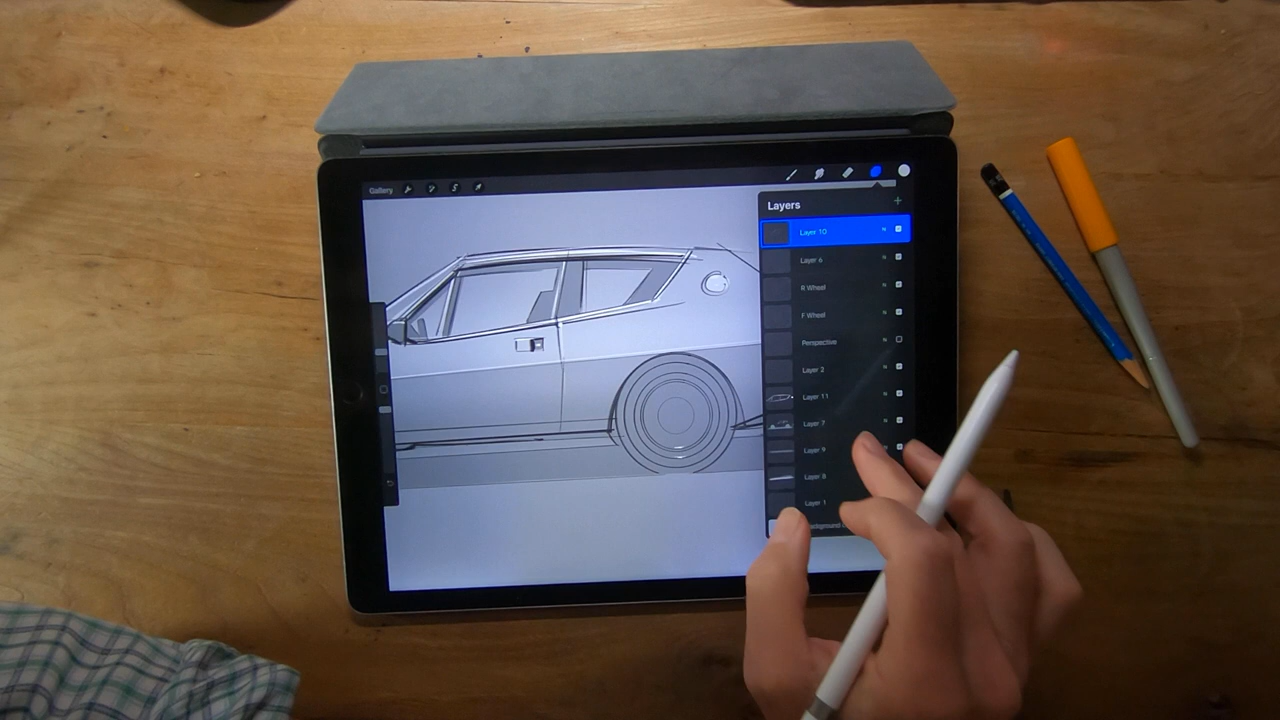 Gallery
Layers
Layer 10 N
Layer 6 N
R Wheel N
F Wheel N
Perspective N
Layer 2 N
Layer 11 N
Layer 7 N
Layer 9 N
Layer 8
Layer 1